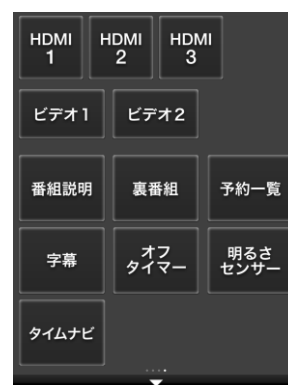 HDMI 1 HDMI 2 HDMI 3
ビデオ1 ビデオ2
番組説明 裏番組 予約一覧
字幕 オフタイマー 明るさセンサー
タイムナビ